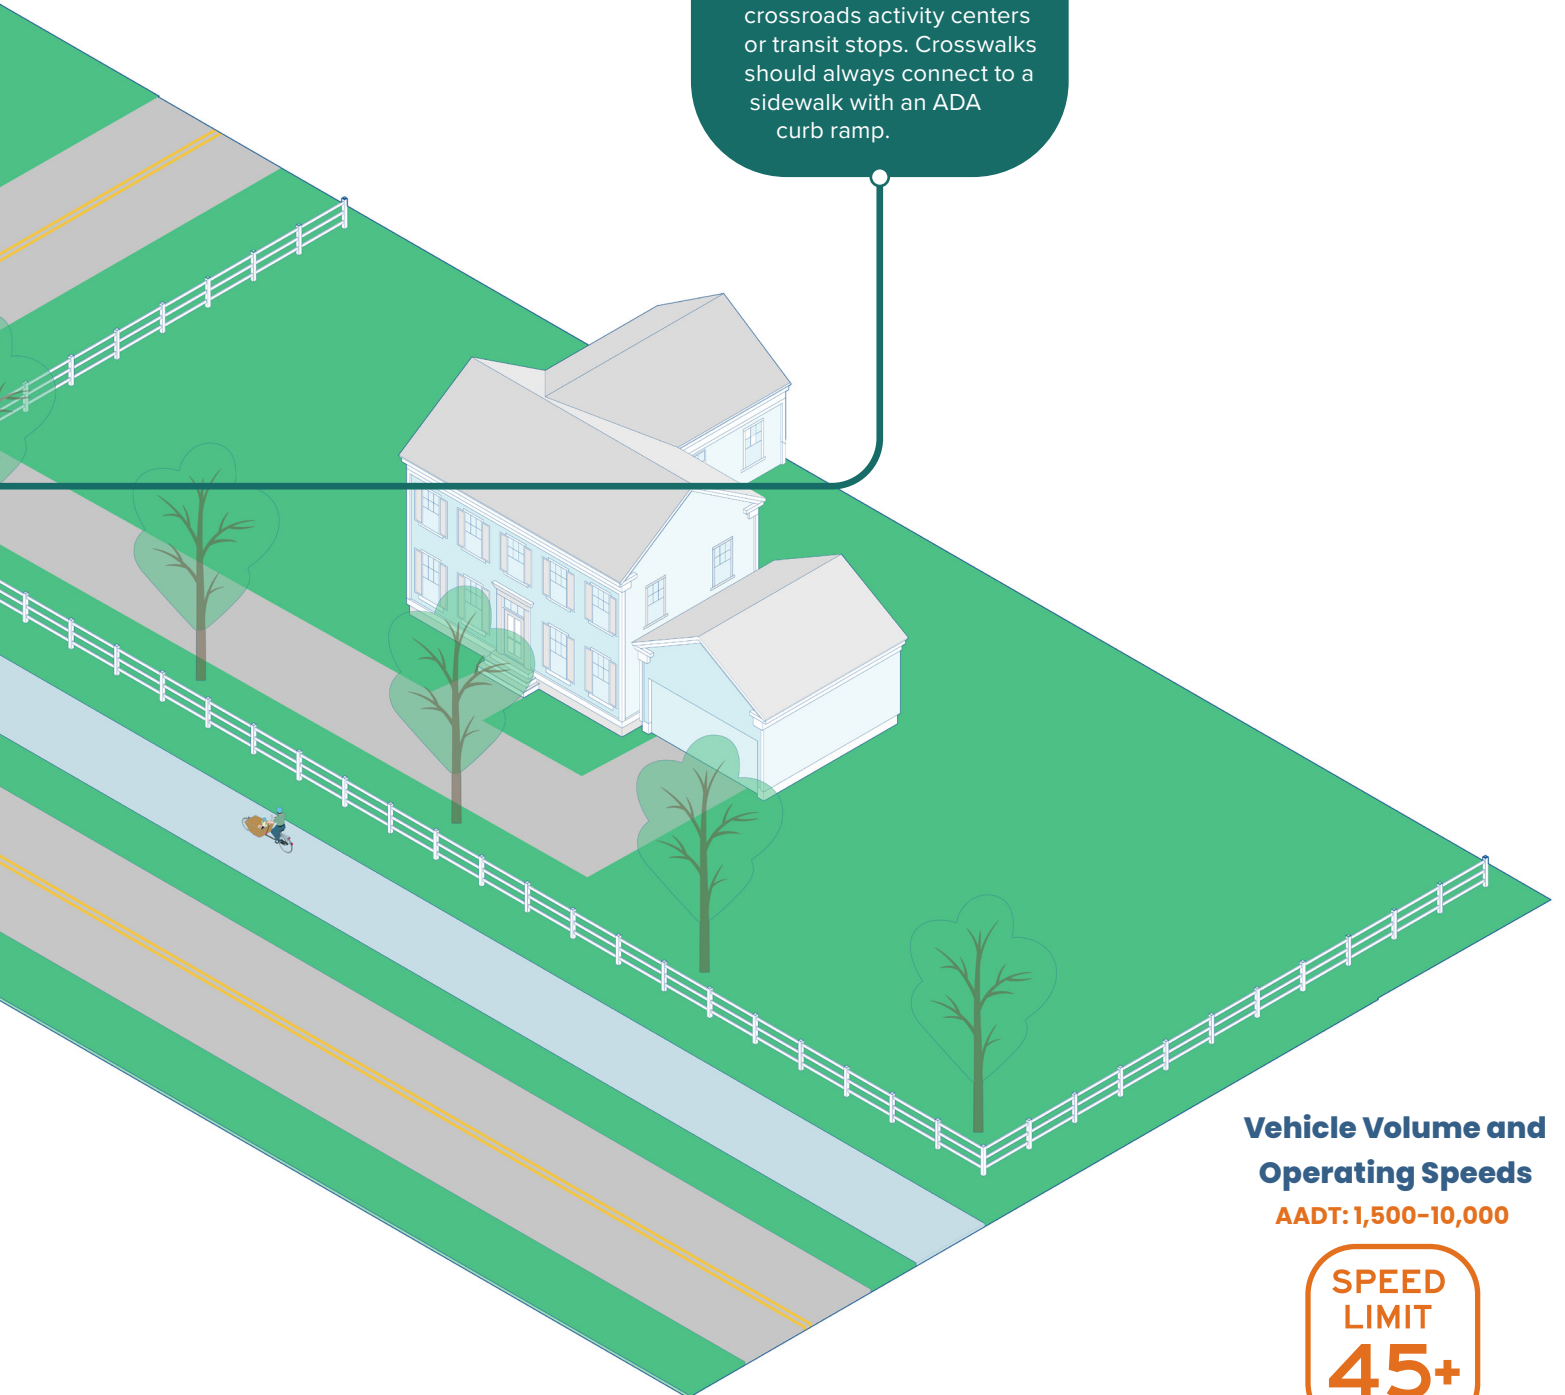 crossroads activity centers
or transit stops. Crosswalks
should always connect to a
sidewalk with an ADA
curb ramp.
Vehicle Volume and
Operating Speeds
AADT: 1,500-10,000
SPEED
LIMIT
45+